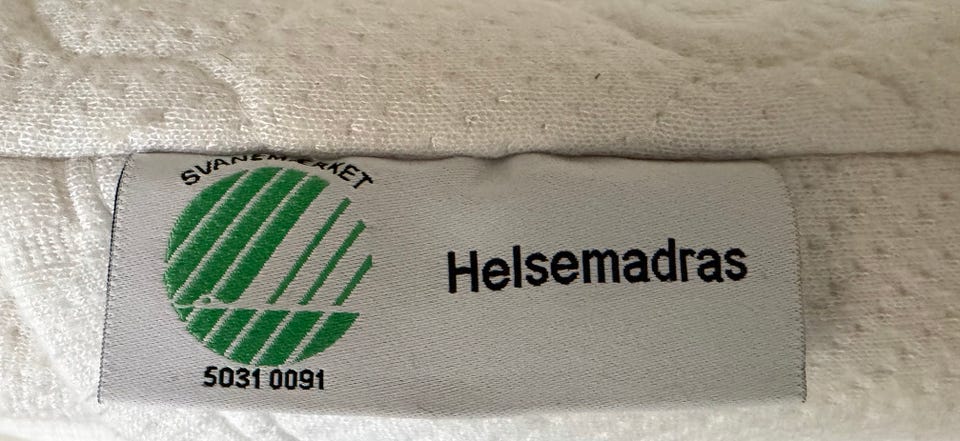 SVANEMÆRKET
Helsemadras
5031 0091